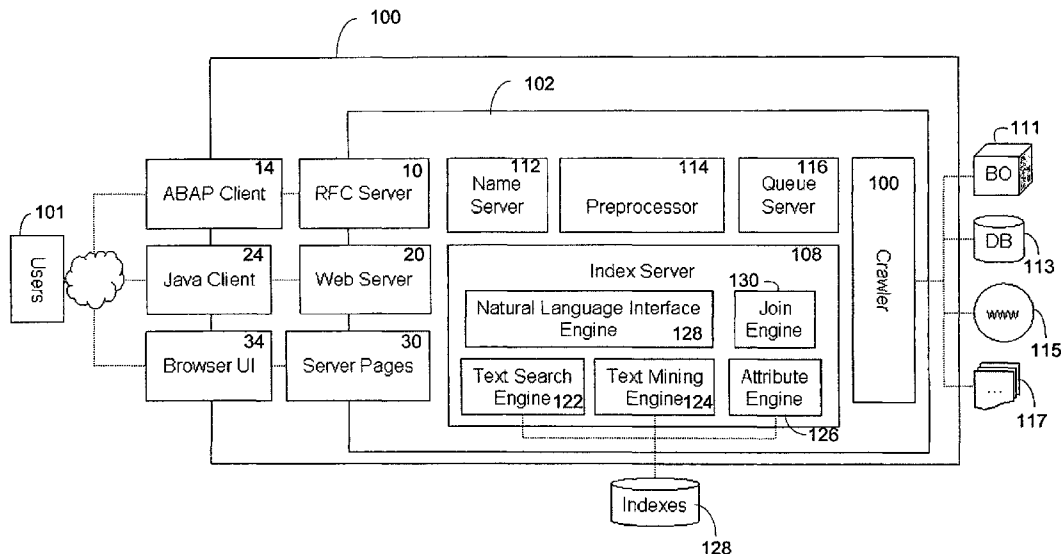 100
102
14
ABAP Client
10
RFC Server
112
Name
Server
114
Preprocessor
116
Queue
Server
100
Crawler
111
BO
101
Users
24
Java Client
20
Web Server
108
Index Server
DB
113
130
Natural Language Interface
Engine
128
Join
Engine
www
115
34
Browser UI
30
Server Pages
Text Search
Engine
122
Text Mining
Engine
124
Attribute
Engine
126
...
117
Indexes
128